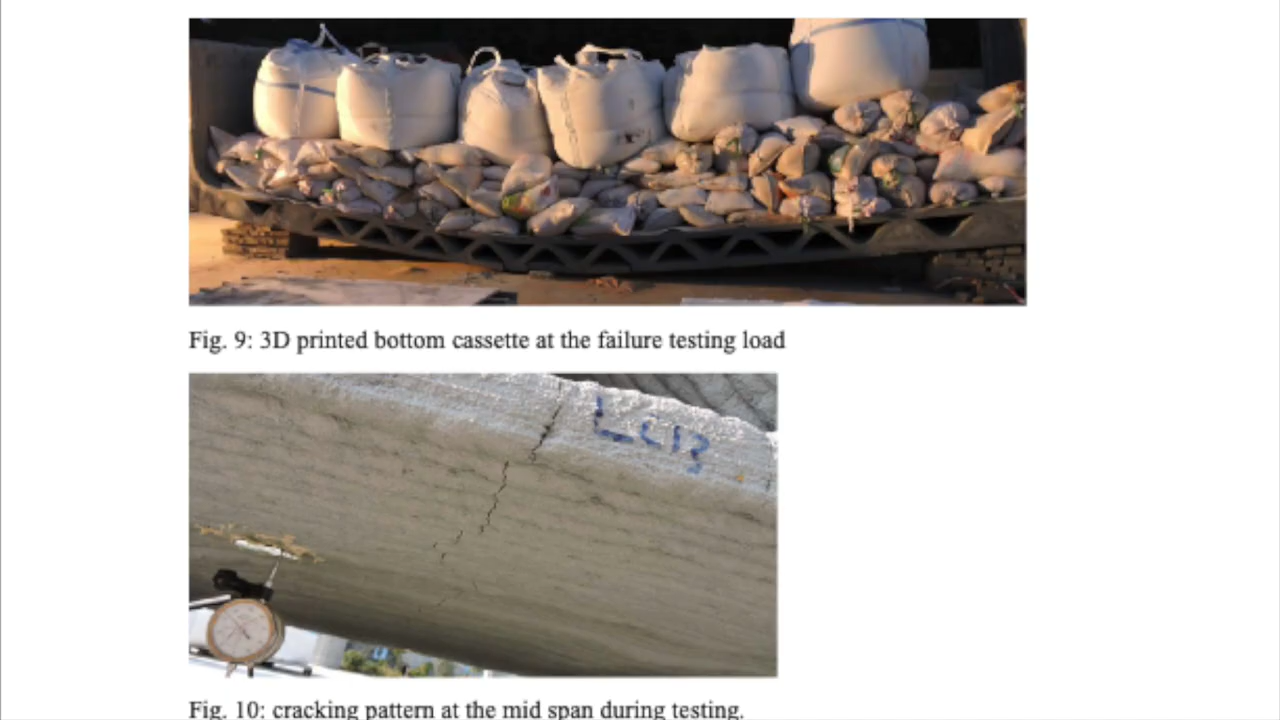 Fig. 9: 3D printed bottom cassette at the failure testing load
LC13
Fig. 10: cracking pattern at the mid span during testing.